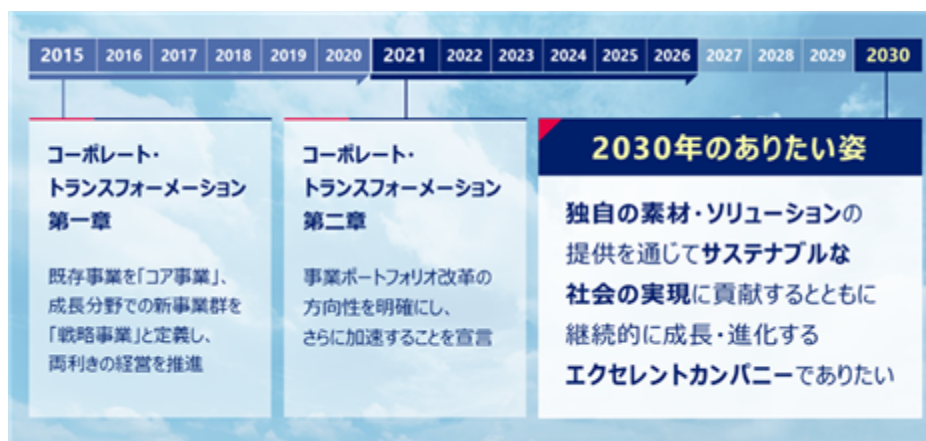 2015 2016 2017 2018 2019 2020 2021 2022 2023 2024 2025 2026 2027 2028 2029 2030
コーポレート・
トランスフォーメーション
第一章
既存事業を「コア事業」、
成長分野での新事業群を
「戦略事業」と定義し、
両利きの経営を推進
コーポレート・
トランスフォーメーション
第二章
事業ポートフォリオ改革の
方向性を明確にし、
さらに加速することを宣言
2030年のありたい姿
独自の素材・ソリューションの
提供を通じてサステナブルな
社会の実現に貢献するとともに
継続的に成長・進化する
エクセレントカンパニーでありたい